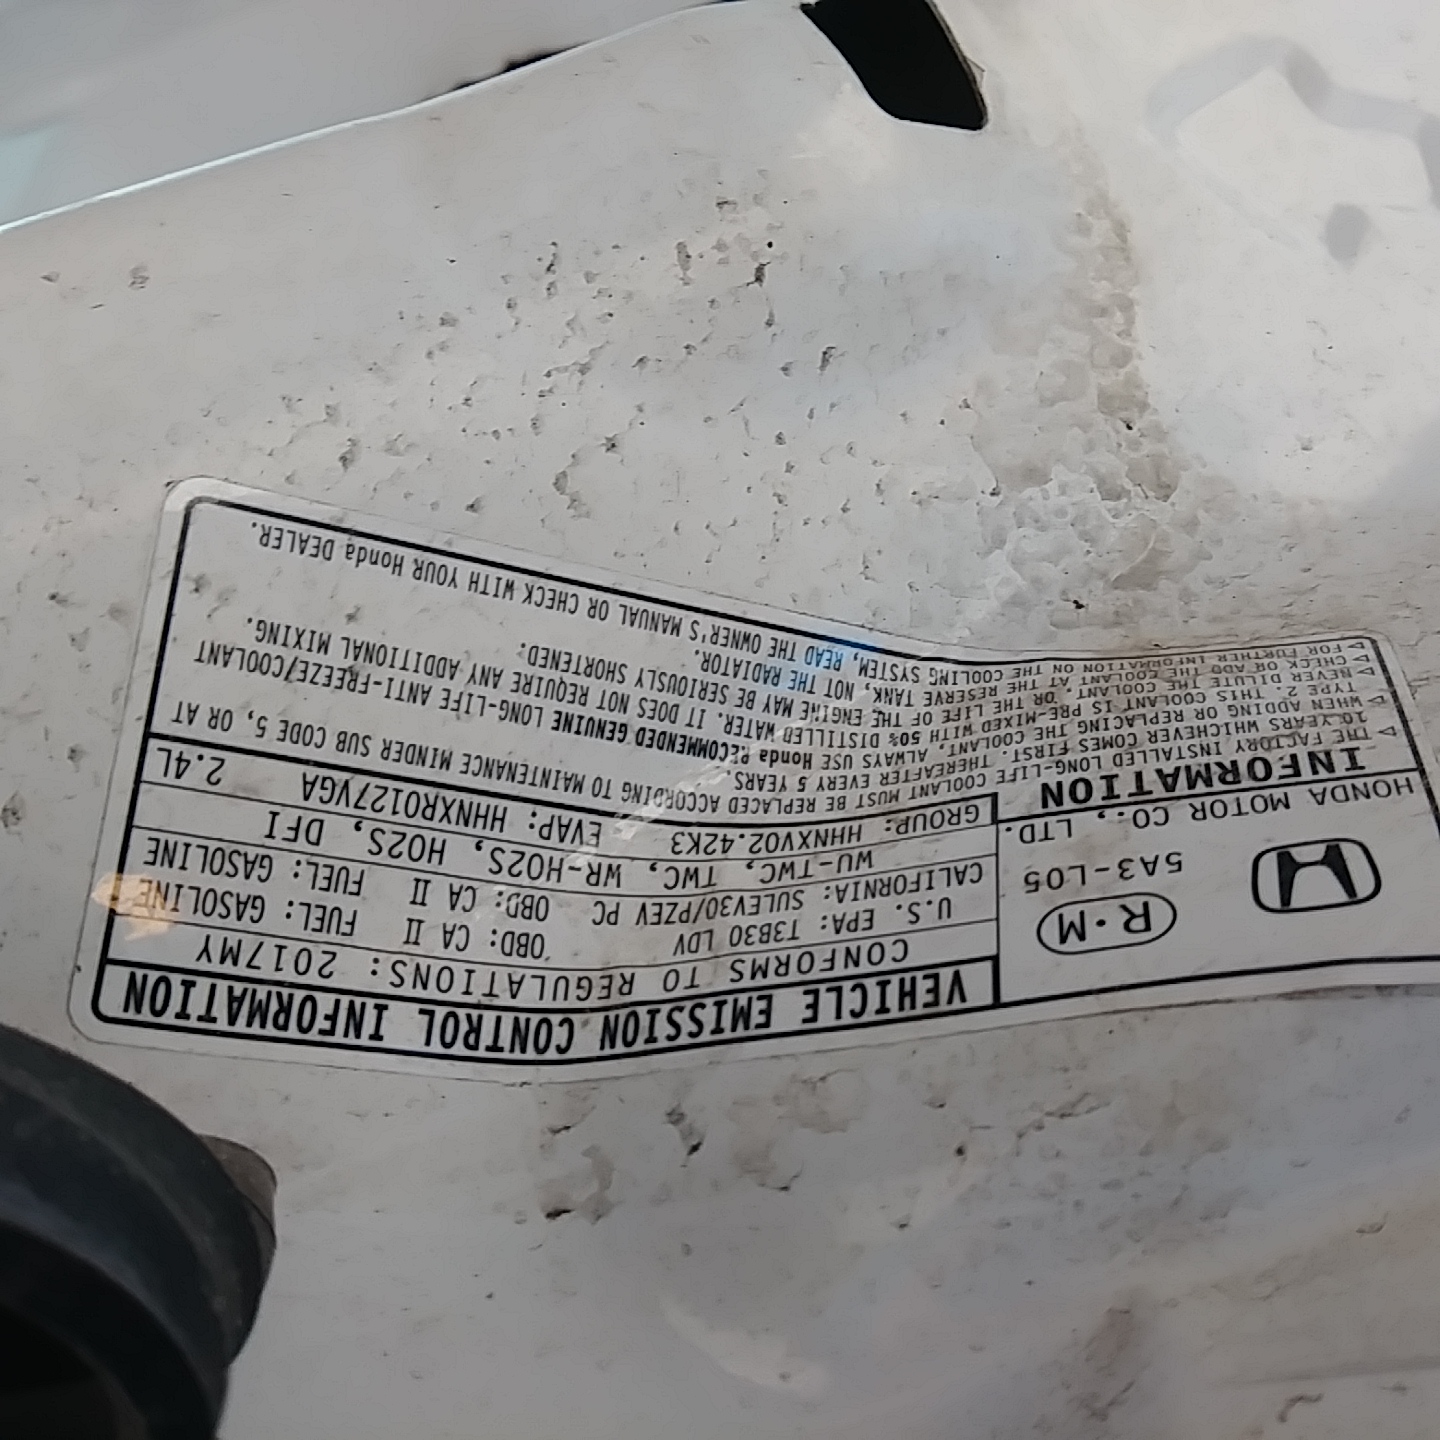 VEHICLE EMISSION CONTROL INFORMATION
CONFORMS TO REGULATIONS: 2017MY
U.S. EPA: T3B30 LDV OBD: CA II FUEL: GASOLINE
CALIFORNIA: SULEV30/PZEV PC OBD: CA II FUEL: GASOLINE
WU-TWC, TWC, WR-HO2S, HO2S, DFI
GROUP: HHNXV02.42K3 EVAP: HHNXR0127VGA 2.4L
R·M
5A3-L05
HONDA MOTOR CO., LTD.
INFORMATION
▷ THE FACTORY INSTALLED LONG-LIFE COOLANT MUST BE REPLACED ACCORDING TO MAINTENANCE MINDER SUB CODE 5, OR AT
10 YEARS WHICHEVER COMES FIRST. THEREAFTER EVERY 5 YEARS.
▷ WHEN ADDING OR REPLACING THE COOLANT, ALWAYS USE Honda RECOMMENDED GENUINE LONG-LIFE ANTI-FREEZE/COOLANT
TYPE 2. THIS COOLANT IS PRE-MIXED WITH 50% DISTILLED WATER. IT DOES NOT REQUIRE ANY ADDITIONAL MIXING.
▷ NEVER DILUTE THE COOLANT. OR THE LIFE OF THE ENGINE MAY BE SERIOUSLY SHORTENED.
▷ CHECK OR ADD THE COOLANT AT THE RESERVE TANK, NOT THE RADIATOR.
▷ FOR FURTHER INFORMATION ON THE COOLING SYSTEM, READ THE OWNER'S MANUAL OR CHECK WITH YOUR Honda DEALER.